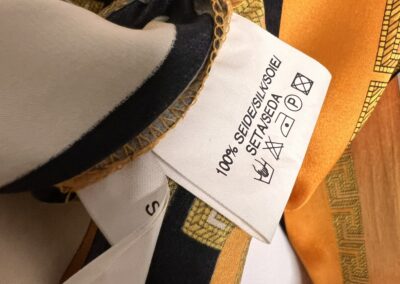 100% SEIDE/SILK/SOIE/
SETA/SEDA
P
S